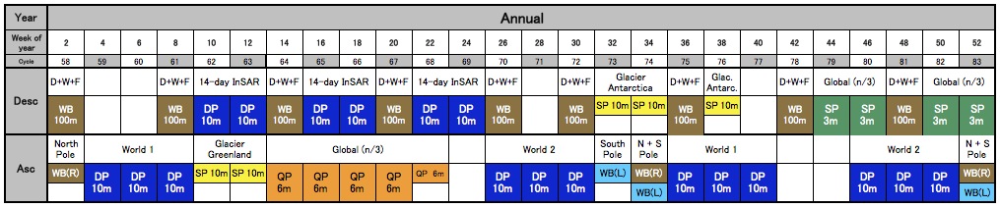 Year Annual
Week of year 2 4 60 8 10 12 14 16 18 20 22 24 26 28 30 32 34 36 38 40 42 44 46 48 50 52
Cycle 58 59 60 61 62 63 64 65 66 67 68 69 70 71 72 73 74 75 76 77 78 79 80 81 82 83
Desc
D+W+F D+W+F 14-day InSAR D+W+F 14-day InSAR D+W+F 14-day InSAR D+W+F D+W+F Glacier Antarctica D+W+F Glac. Antarc. D+W+F Global (n/3) D+W+F Global (n/3)
WB 100m WB 100m DP 10m DP 10m WB 100m DP 10m DP 10m WB 100m DP 10m DP 10m WB 100m WB 100m SP 10m SP 10m WB 100m SP 10m WB 100m SP 3m SP 3m WB 100m SP 3m SP 3m
Asc
North Pole World 1 Glacier Greenland Global (n/3) World 2 South Pole N + S Pole World 1 World 2 N + S Pole
WB(R) DP 10m DP 10m DP 10m SP 10m SP 10m QP 6m QP 6m QP 6m QP 6m QP 6m DP 10m DP 10m DP 10m WB(L) WB(R) WB(L) DP 10m DP 10m DP 10m DP 10m DP 10m DP 10m WB(R) WB(L)